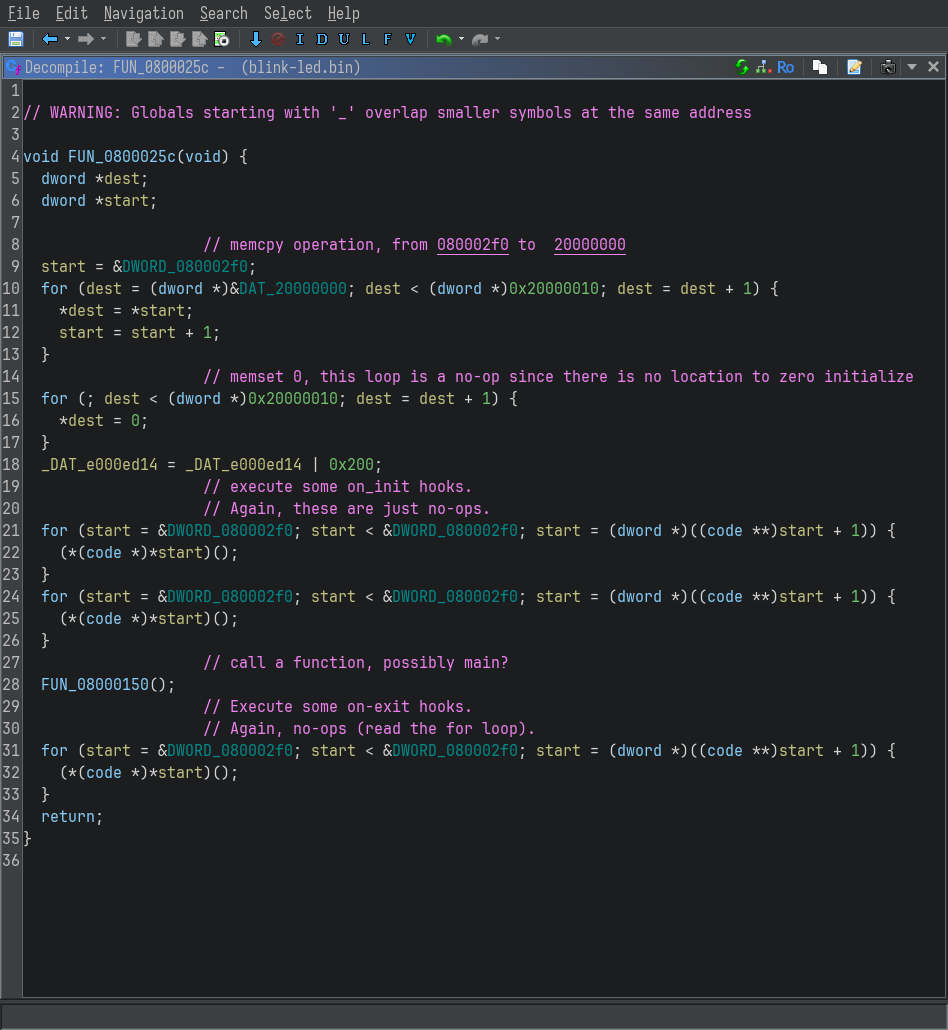 File Edit Navigation Search Select Help
I D U L F V
Decompile: FUN_0800025c - (blink-led.bin) Ro
1
2 // WARNING: Globals starting with '_' overlap smaller symbols at the same address
3
4 void FUN_0800025c(void) {
5 dword *dest;
6 dword *start;
7
8 // memcpy operation, from 080002f0 to 20000000
9 start = &DWORD_080002f0;
10 for (dest = (dword *)&DAT_20000000; dest < (dword *)0x20000010; dest = dest + 1) {
11 *dest = *start;
12 start = start + 1;
13 }
14 // memset 0, this loop is a no-op since there is no location to zero initialize
15 for (; dest < (dword *)0x20000010; dest = dest + 1) {
16 *dest = 0;
17 }
18 _DAT_e000ed14 = _DAT_e000ed14 | 0x200;
19 // execute some on_init hooks.
20 // Again, these are just no-ops.
21 for (start = &DWORD_080002f0; start < &DWORD_080002f0; start = (dword *)((code **)start + 1)) {
22 (*(code *)*start)();
23 }
24 for (start = &DWORD_080002f0; start < &DWORD_080002f0; start = (dword *)((code **)start + 1)) {
25 (*(code *)*start)();
26 }
27 // call a function, possibly main?
28 FUN_08000150();
29 // Execute some on-exit hooks.
30 // Again, no-ops (read the for loop).
31 for (start = &DWORD_080002f0; start < &DWORD_080002f0; start = (dword *)((code **)start + 1)) {
32 (*(code *)*start)();
33 }
34 return;
35 }
36